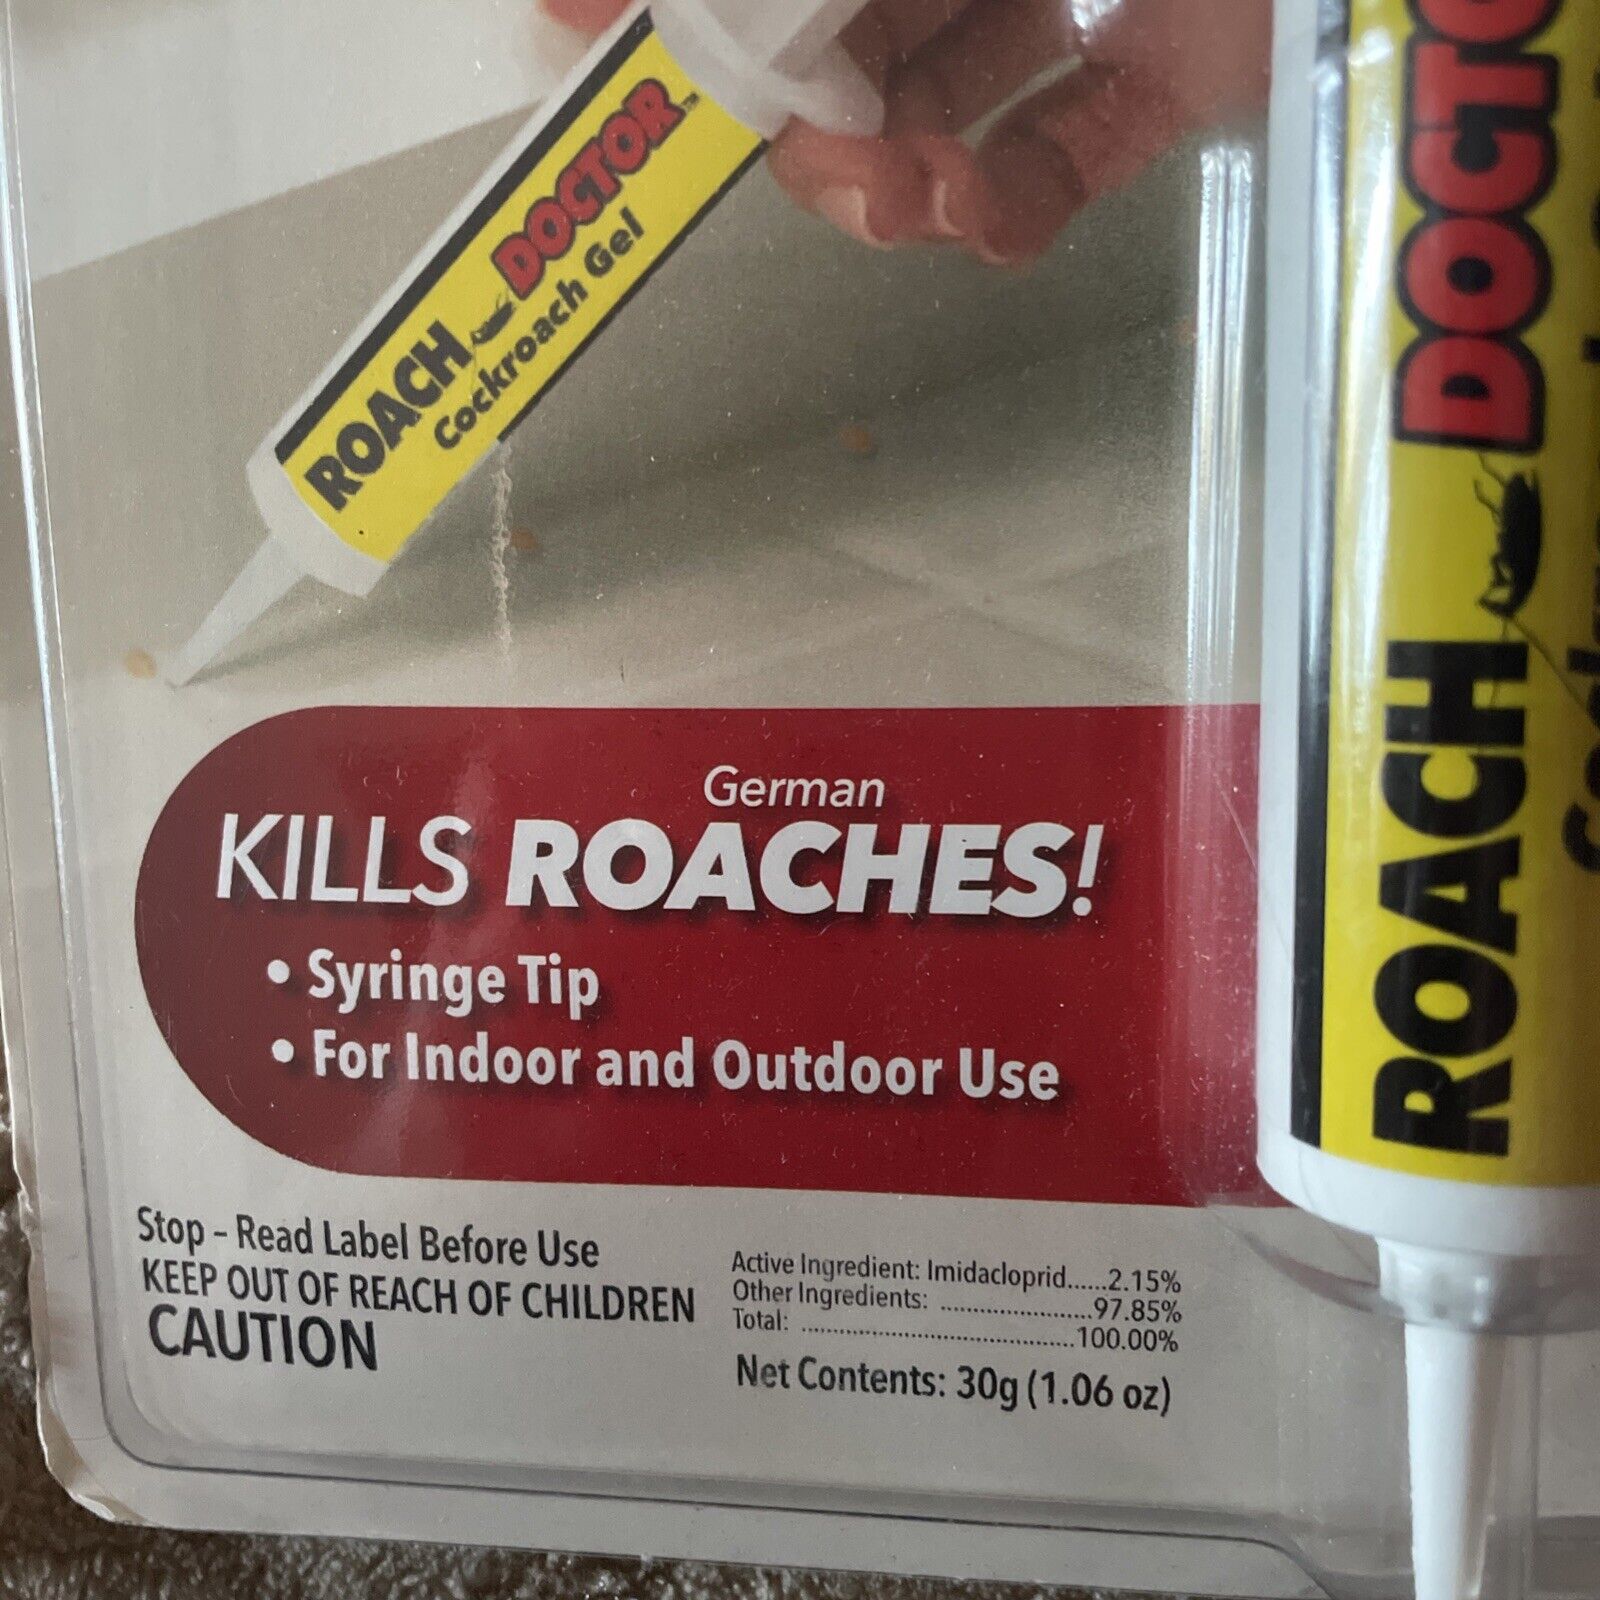 ROACH DOCTOR™
Cockroach Gel
ROACH DOCTO
German
KILLS ROACHES!
• Syringe Tip
• For Indoor and Outdoor Use
Stop – Read Label Before Use
KEEP OUT OF REACH OF CHILDREN
CAUTION
Active Ingredient: Imidacloprid......2.15%
Other Ingredients: ......................97.85%
Total: .......................................100.00%
Net Contents: 30g (1.06 oz)